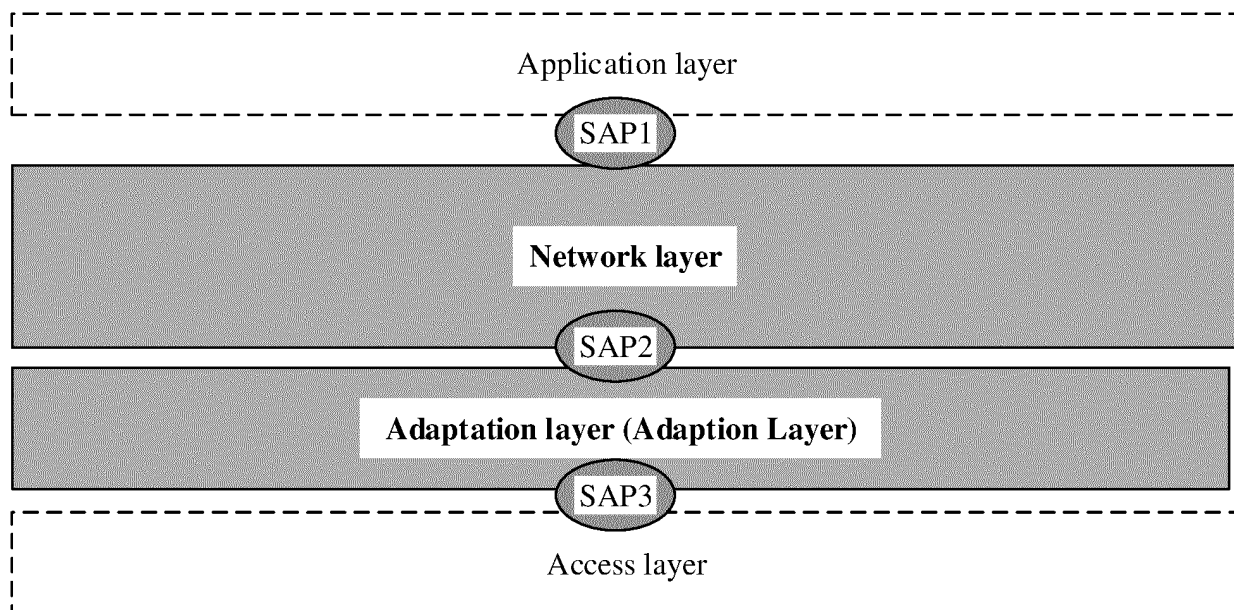 Application layer
SAP1
Network layer
SAP2
Adaptation layer (Adaption Layer)
SAP3
Access layer